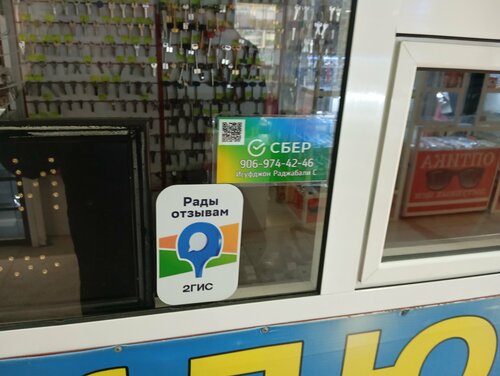 СБЕР
906-974-42-46
Исуфджон Раджабали С
Рады
отзывам
2ГИС
ОПТИКА